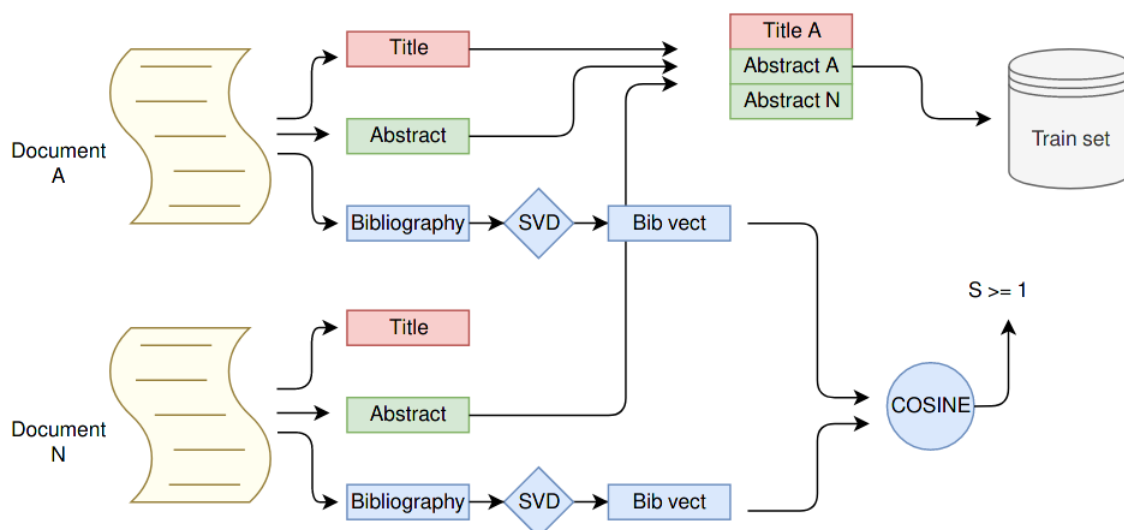 Title
Title A
Abstract A
Abstract N
Train set
Document
A
Abstract
Bibliography
SVD
Bib vect
S >= 1
Title
Document
N
Abstract
COSINE
Bibliography
SVD
Bib vect